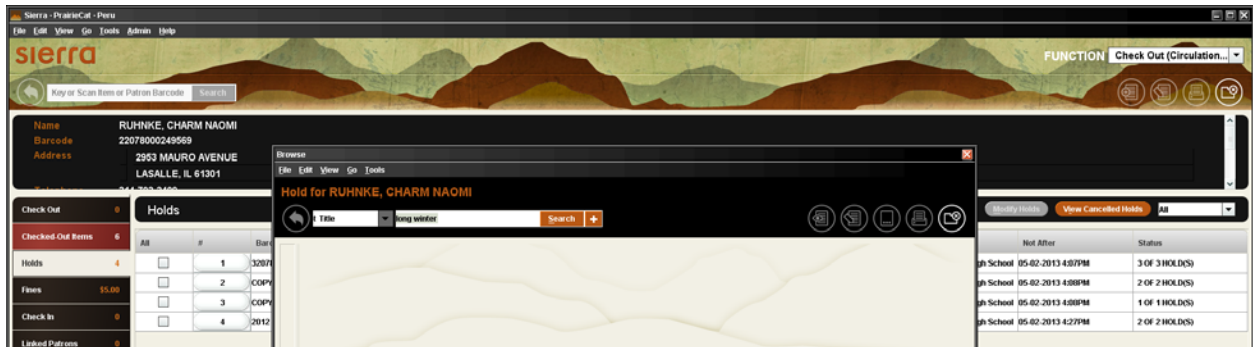 Sierra - PrairieCat - Peru
File Edit View Go Tools Admin Help
sierra
FUNCTION Check Out (Circulation...
Key or Scan Item or Patron Barcode Search
Name RUHNKE, CHARM NAOMI
Barcode 22078000249569
Address 2953 MAURO AVENUE
LASALLE, IL 61301
Browse
File Edit View Go Tools
Hold for RUHNKE, CHARM NAOMI
t Title long winter Search +
Check Out 0
Holds
Modify Holds View Cancelled Holds All
Checked-Out Items 6
All # Barc
Not After Status
Holds 4
1 3207
gh School 05-02-2013 4:07PM 3 OF 3 HOLD(S)
2 COPY
gh School 05-02-2013 4:08PM 2 OF 2 HOLD(S)
Fines $5.00
3 COPY
gh School 05-02-2013 4:08PM 1 OF 1 HOLD(S)
Check In 0
4 2012
gh School 05-02-2013 4:27PM 2 OF 2 HOLD(S)
Linked Patrons 0